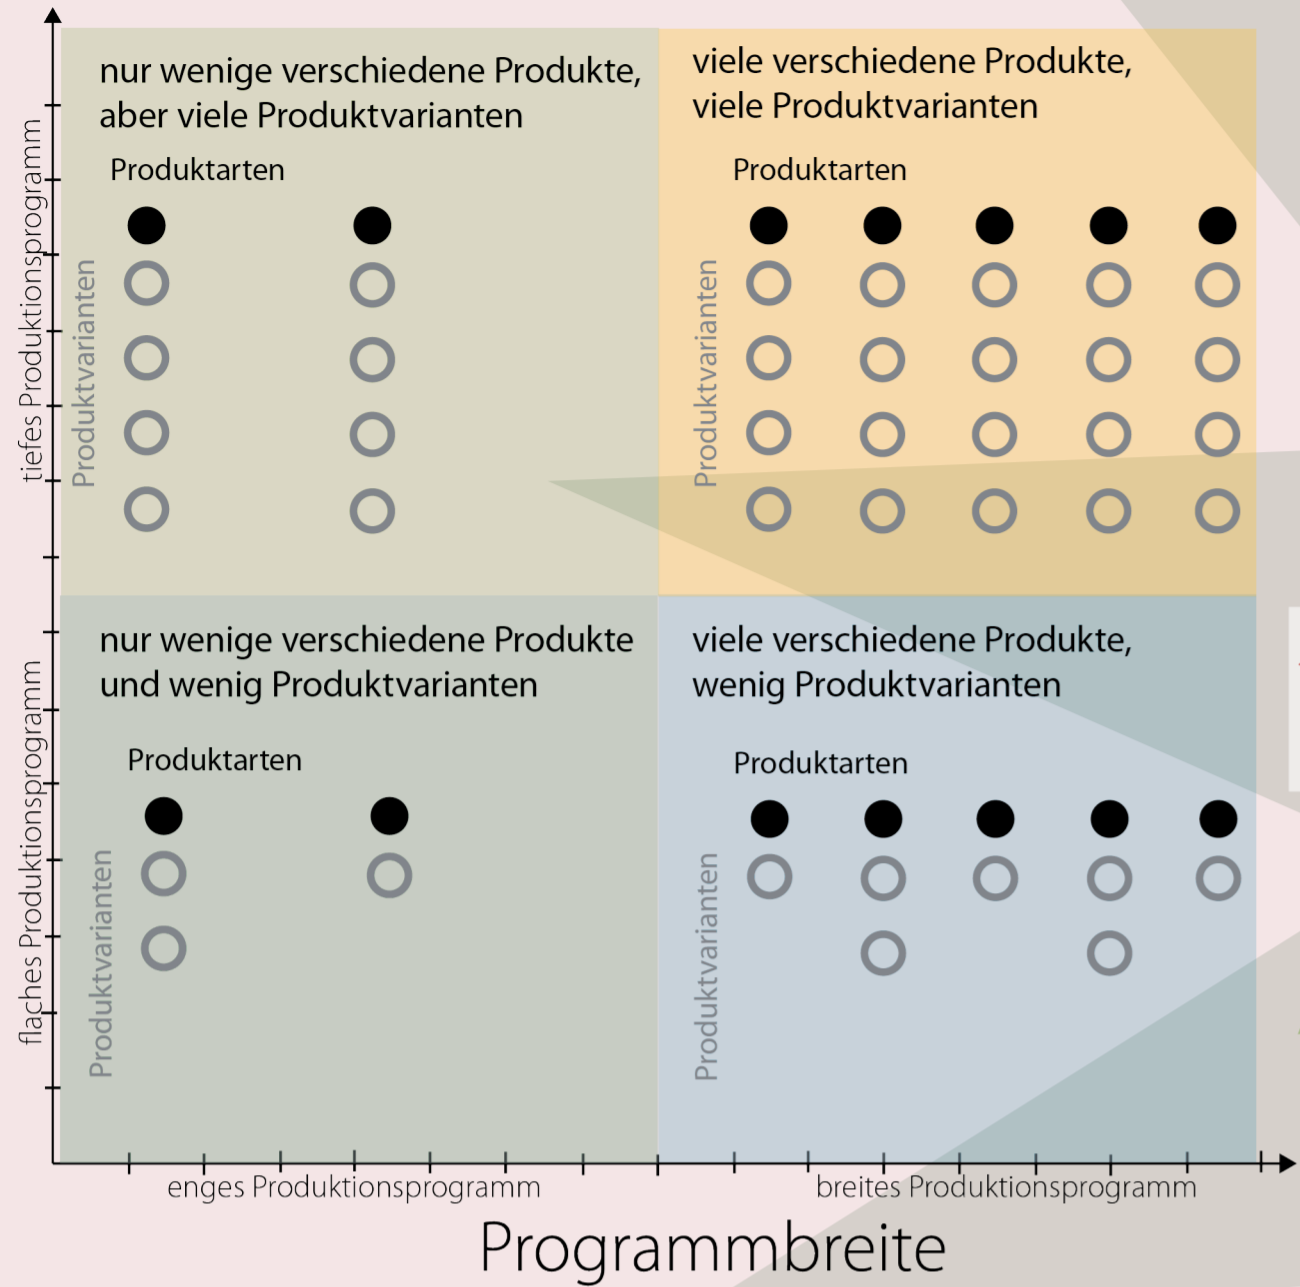 nur wenige verschiedene Produkte,
aber viele Produktvarianten
Produktarten
Produktvarianten
viele verschiedene Produkte,
viele Produktvarianten
Produktarten
Produktvarianten
tiefes Produktionsprogramm
nur wenige verschiedene Produkte
und wenig Produktvarianten
Produktarten
Produktvarianten
viele verschiedene Produkte,
wenig Produktvarianten
Produktarten
Produktvarianten
flaches Produktionsprogramm
enges Produktionsprogramm
breites Produktionsprogramm
Programmbreite